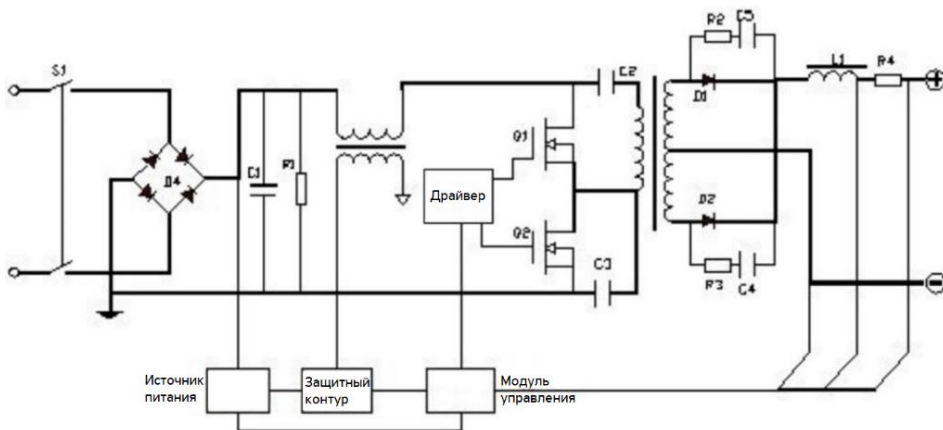 S1
D4
C1
R1
Драйвер
Q1
Q2
C2
C3
R2
C5
D1
D2
R3
C4
L1
R4
+
−
Источник
питания
Защитный
контур
Модуль
управления